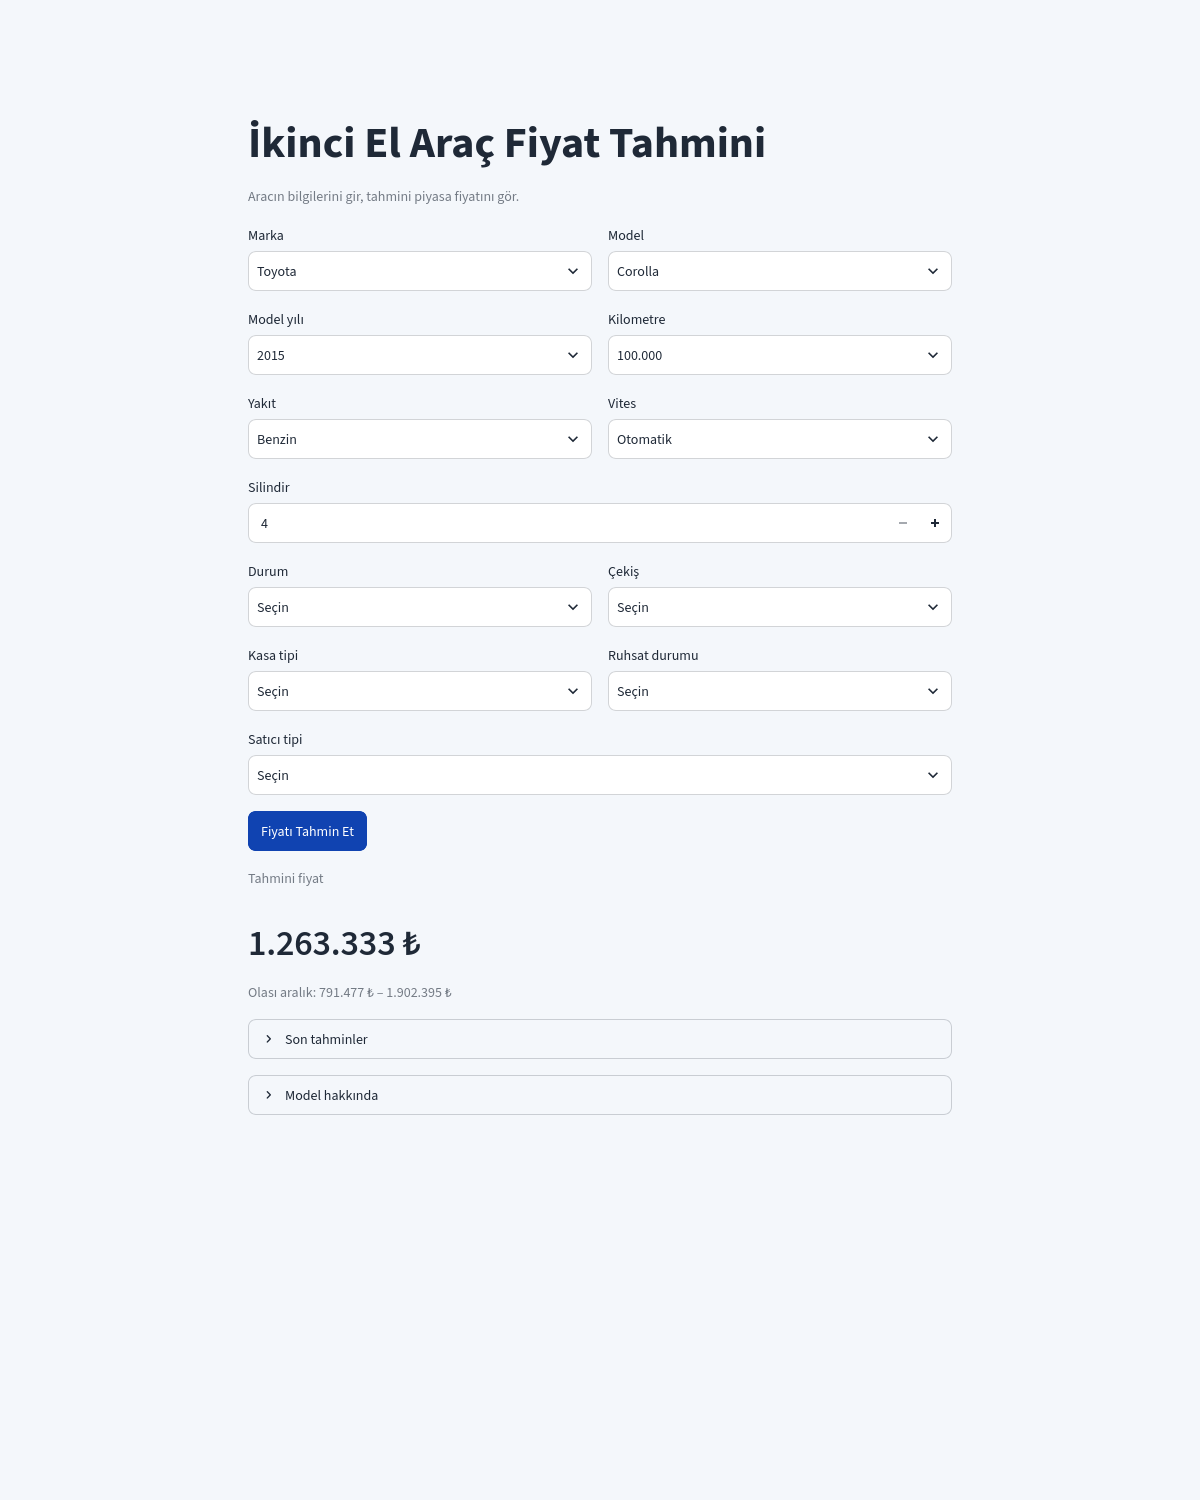 İkinci El Araç Fiyat Tahmini
Aracın bilgilerini gir, tahmini piyasa fiyatını gör.
Marka
Model
Toyota
Corolla
Model yılı
Kilometre
2015
100.000
Yakıt
Vites
Benzin
Otomatik
Silindir
4
Durum
Çekiş
Seçin
Seçin
Kasa tipi
Ruhsat durumu
Seçin
Seçin
Satıcı tipi
Seçin
Fiyatı Tahmin Et
Tahmini fiyat
1.263.333 ₺
Olası aralık: 791.477 ₺ – 1.902.395 ₺
Son tahminler
Model hakkında